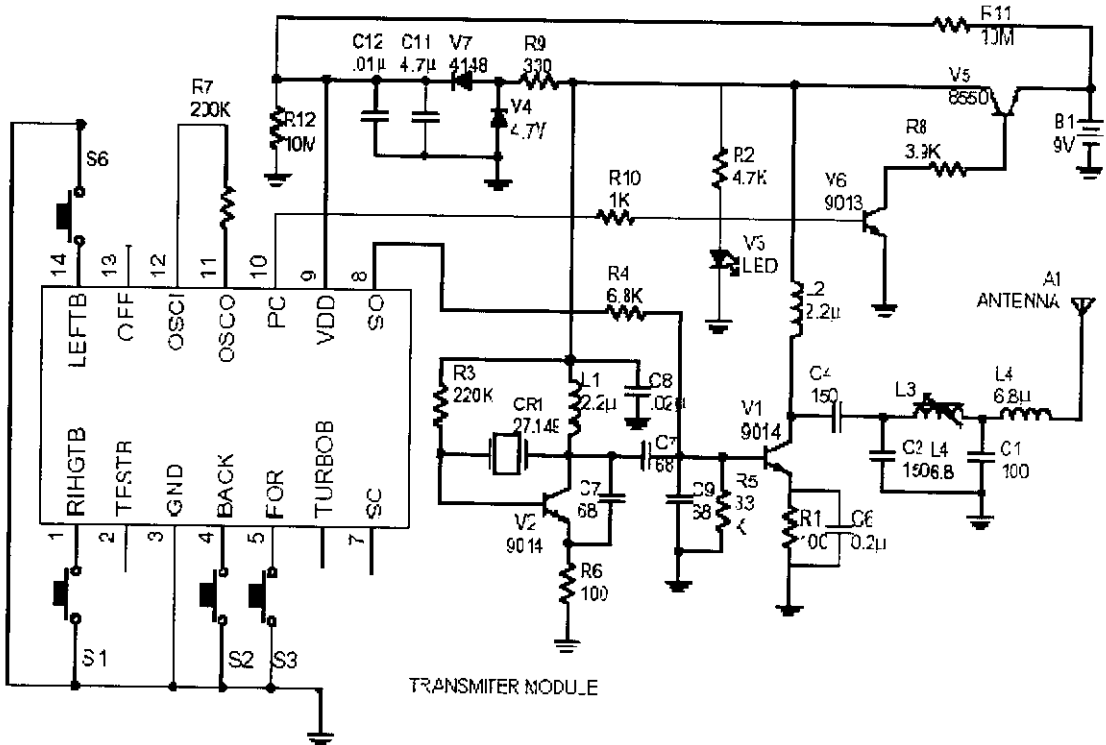 R11
10M
C12
.01µ
C11
4.7µ
V7
4148
R9
330
V4
4.7V
R7
200K
R12
10M
V5
8550
B1
9V
R8
3.9K
R2
4.7K
V6
9013
S6
R10
1K
V5
LED
R4
6.8K
A1
ANTENNA
L2
2.2µ
14
13
12
11
10
9
8
LEFTB
OFF
OSCI
OSCO
PC
VDD
SO
R3
220K
CR1
27.145
L1
2.2µ
C8
.02µ
C4
150
L3
L4
6.8µ
V1
9014
C7
68
C2
150
L4
6.8
C1
100
RIHGTB
TESTR
GND
BACK
FOR
TURBOB
SC
V2
9014
C7
68
C9
68
R5
33
K
R1
100
C6
0.2µ
1
2
3
4
5
7
R6
100
S1
S2
S3
TRANSMITER MODULE